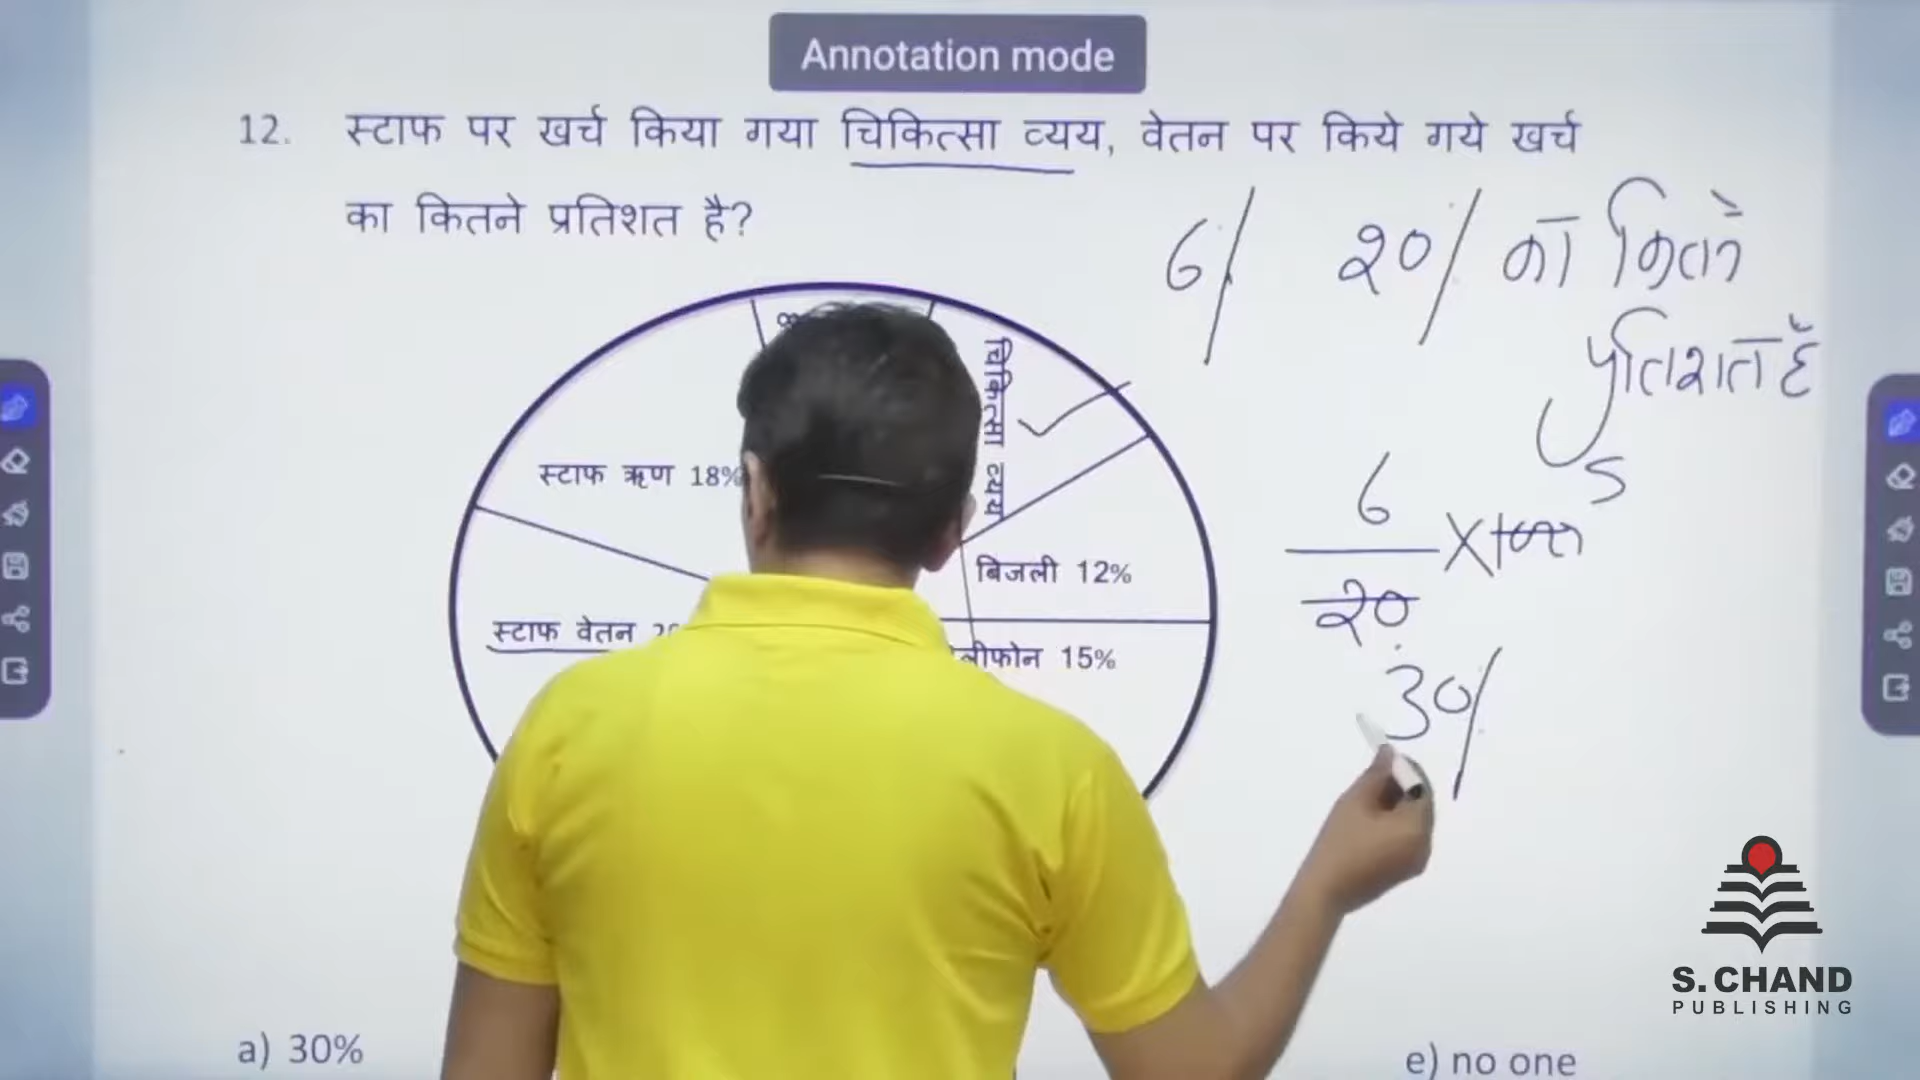 Annotation mode
12. स्टाफ पर खर्च किया गया चिकित्सा व्यय, वेतन पर किये गये खर्च
का कितने प्रतिशत है?
6% 20% का कितने
प्रतिशत है
स्टाफ ऋण 18%
चिकित्सा व्यय
बिजली 12%
स्टाफ वेतन
15%
6
20
5
30%
a) 30%
e) no one
S. CHAND
PUBLISHING